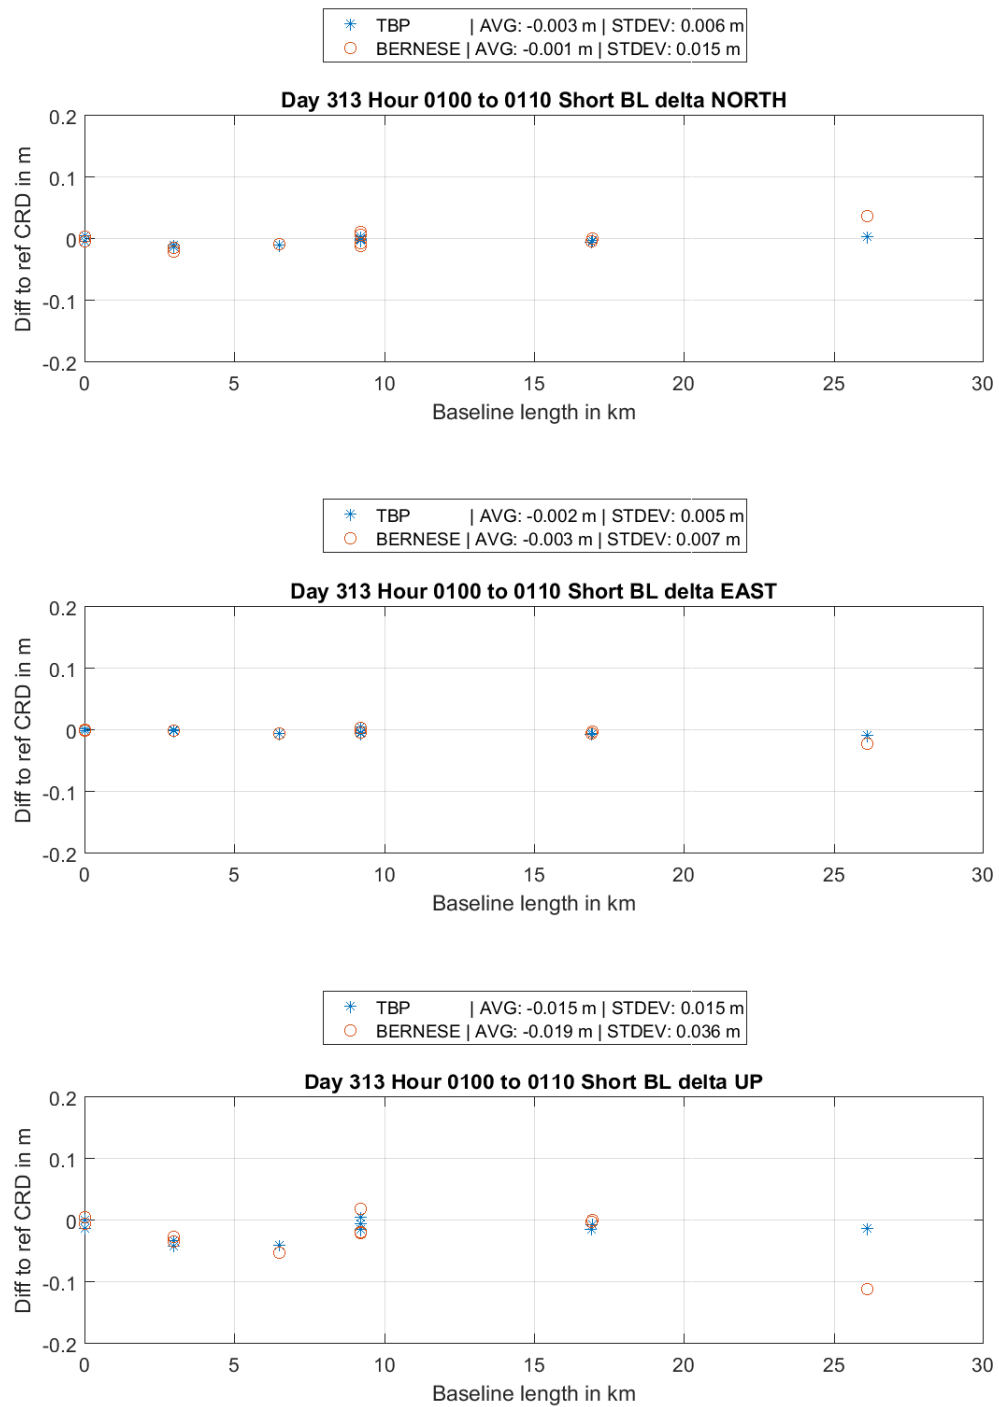 TBP | AVG: -0.003 m | STDEV: 0.006 m
BERNESE | AVG: -0.001 m | STDEV: 0.015 m
Day 313 Hour 0100 to 0110 Short BL delta NORTH
Diff to ref CRD in m
0.2
0.1
0
-0.1
-0.2
0 5 10 15 20 25 30
Baseline length in km
TBP | AVG: -0.002 m | STDEV: 0.005 m
BERNESE | AVG: -0.003 m | STDEV: 0.007 m
Day 313 Hour 0100 to 0110 Short BL delta EAST
Diff to ref CRD in m
0.2
0.1
0
-0.1
-0.2
0 5 10 15 20 25 30
Baseline length in km
TBP | AVG: -0.015 m | STDEV: 0.015 m
BERNESE | AVG: -0.019 m | STDEV: 0.036 m
Day 313 Hour 0100 to 0110 Short BL delta UP
Diff to ref CRD in m
0.2
0.1
0
-0.1
-0.2
0 5 10 15 20 25 30
Baseline length in km